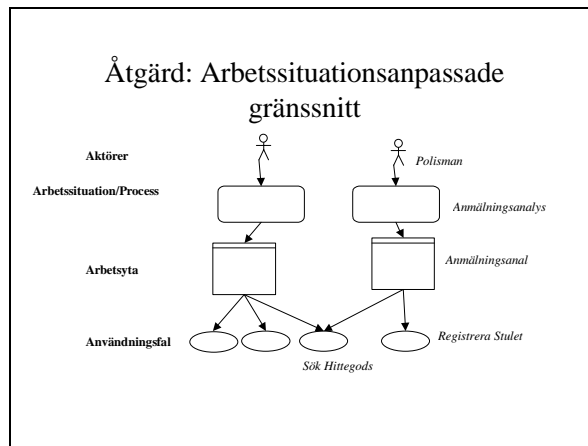 Åtgärd: Arbetssituationsanpassade
gränssnitt
Aktörer
Polisman
Arbetssituation/Process
Anmälningsanalys
Arbetsyta
Anmälningsanal
Användningsfal
Registrera Stulet
Sök Hittegods